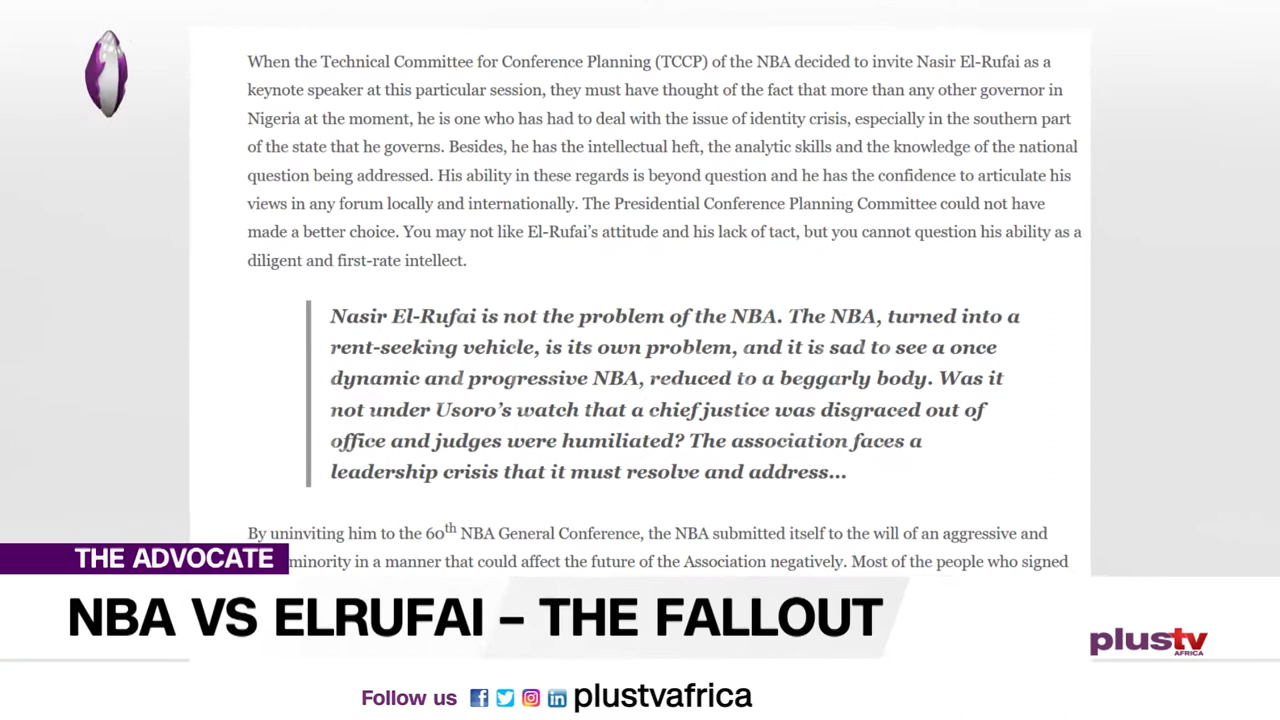 When the Technical Committee for Conference Planning (TCCP) of the NBA decided to invite Nasir El-Rufai as a
keynote speaker at this particular session, they must have thought of the fact that more than any other governor in
Nigeria at the moment, he is one who has had to deal with the issue of identity crisis, especially in the southern part
of the state that he governs. Besides, he has the intellectual heft, the analytic skills and the knowledge of the national
question being addressed. His ability in these regards is beyond question and he has the confidence to articulate his
views in any forum locally and internationally. The Presidential Conference Planning Committee could not have
made a better choice. You may not like El-Rufai's attitude and his lack of tact, but you cannot question his ability as a
diligent and first-rate intellect.
Nasir El-Rufai is not the problem of the NBA. The NBA, turned into a
rent-seeking vehicle, is its own problem, and it is sad to see a once
dynamic and progressive NBA, reduced to a beggarly body. Was it
not under Usoro's watch that a chief justice was disgraced out of
office and judges were humiliated? The association faces a
leadership crisis that it must resolve and address...
By uninviting him to the 60th NBA General Conference, the NBA submitted itself to the will of an aggressive and
minority in a manner that could affect the future of the Association negatively. Most of the people who signed
THE ADVOCATE
NBA VS ELRUFAI – THE FALLOUT
plustv
AFRICA
Follow us plustvafrica